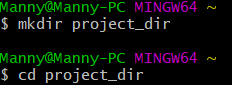 Manny@Manny-PC MINGW64 ~
$ mkdir project_dir
Manny@Manny-PC MINGW64 ~
$ cd project_dir